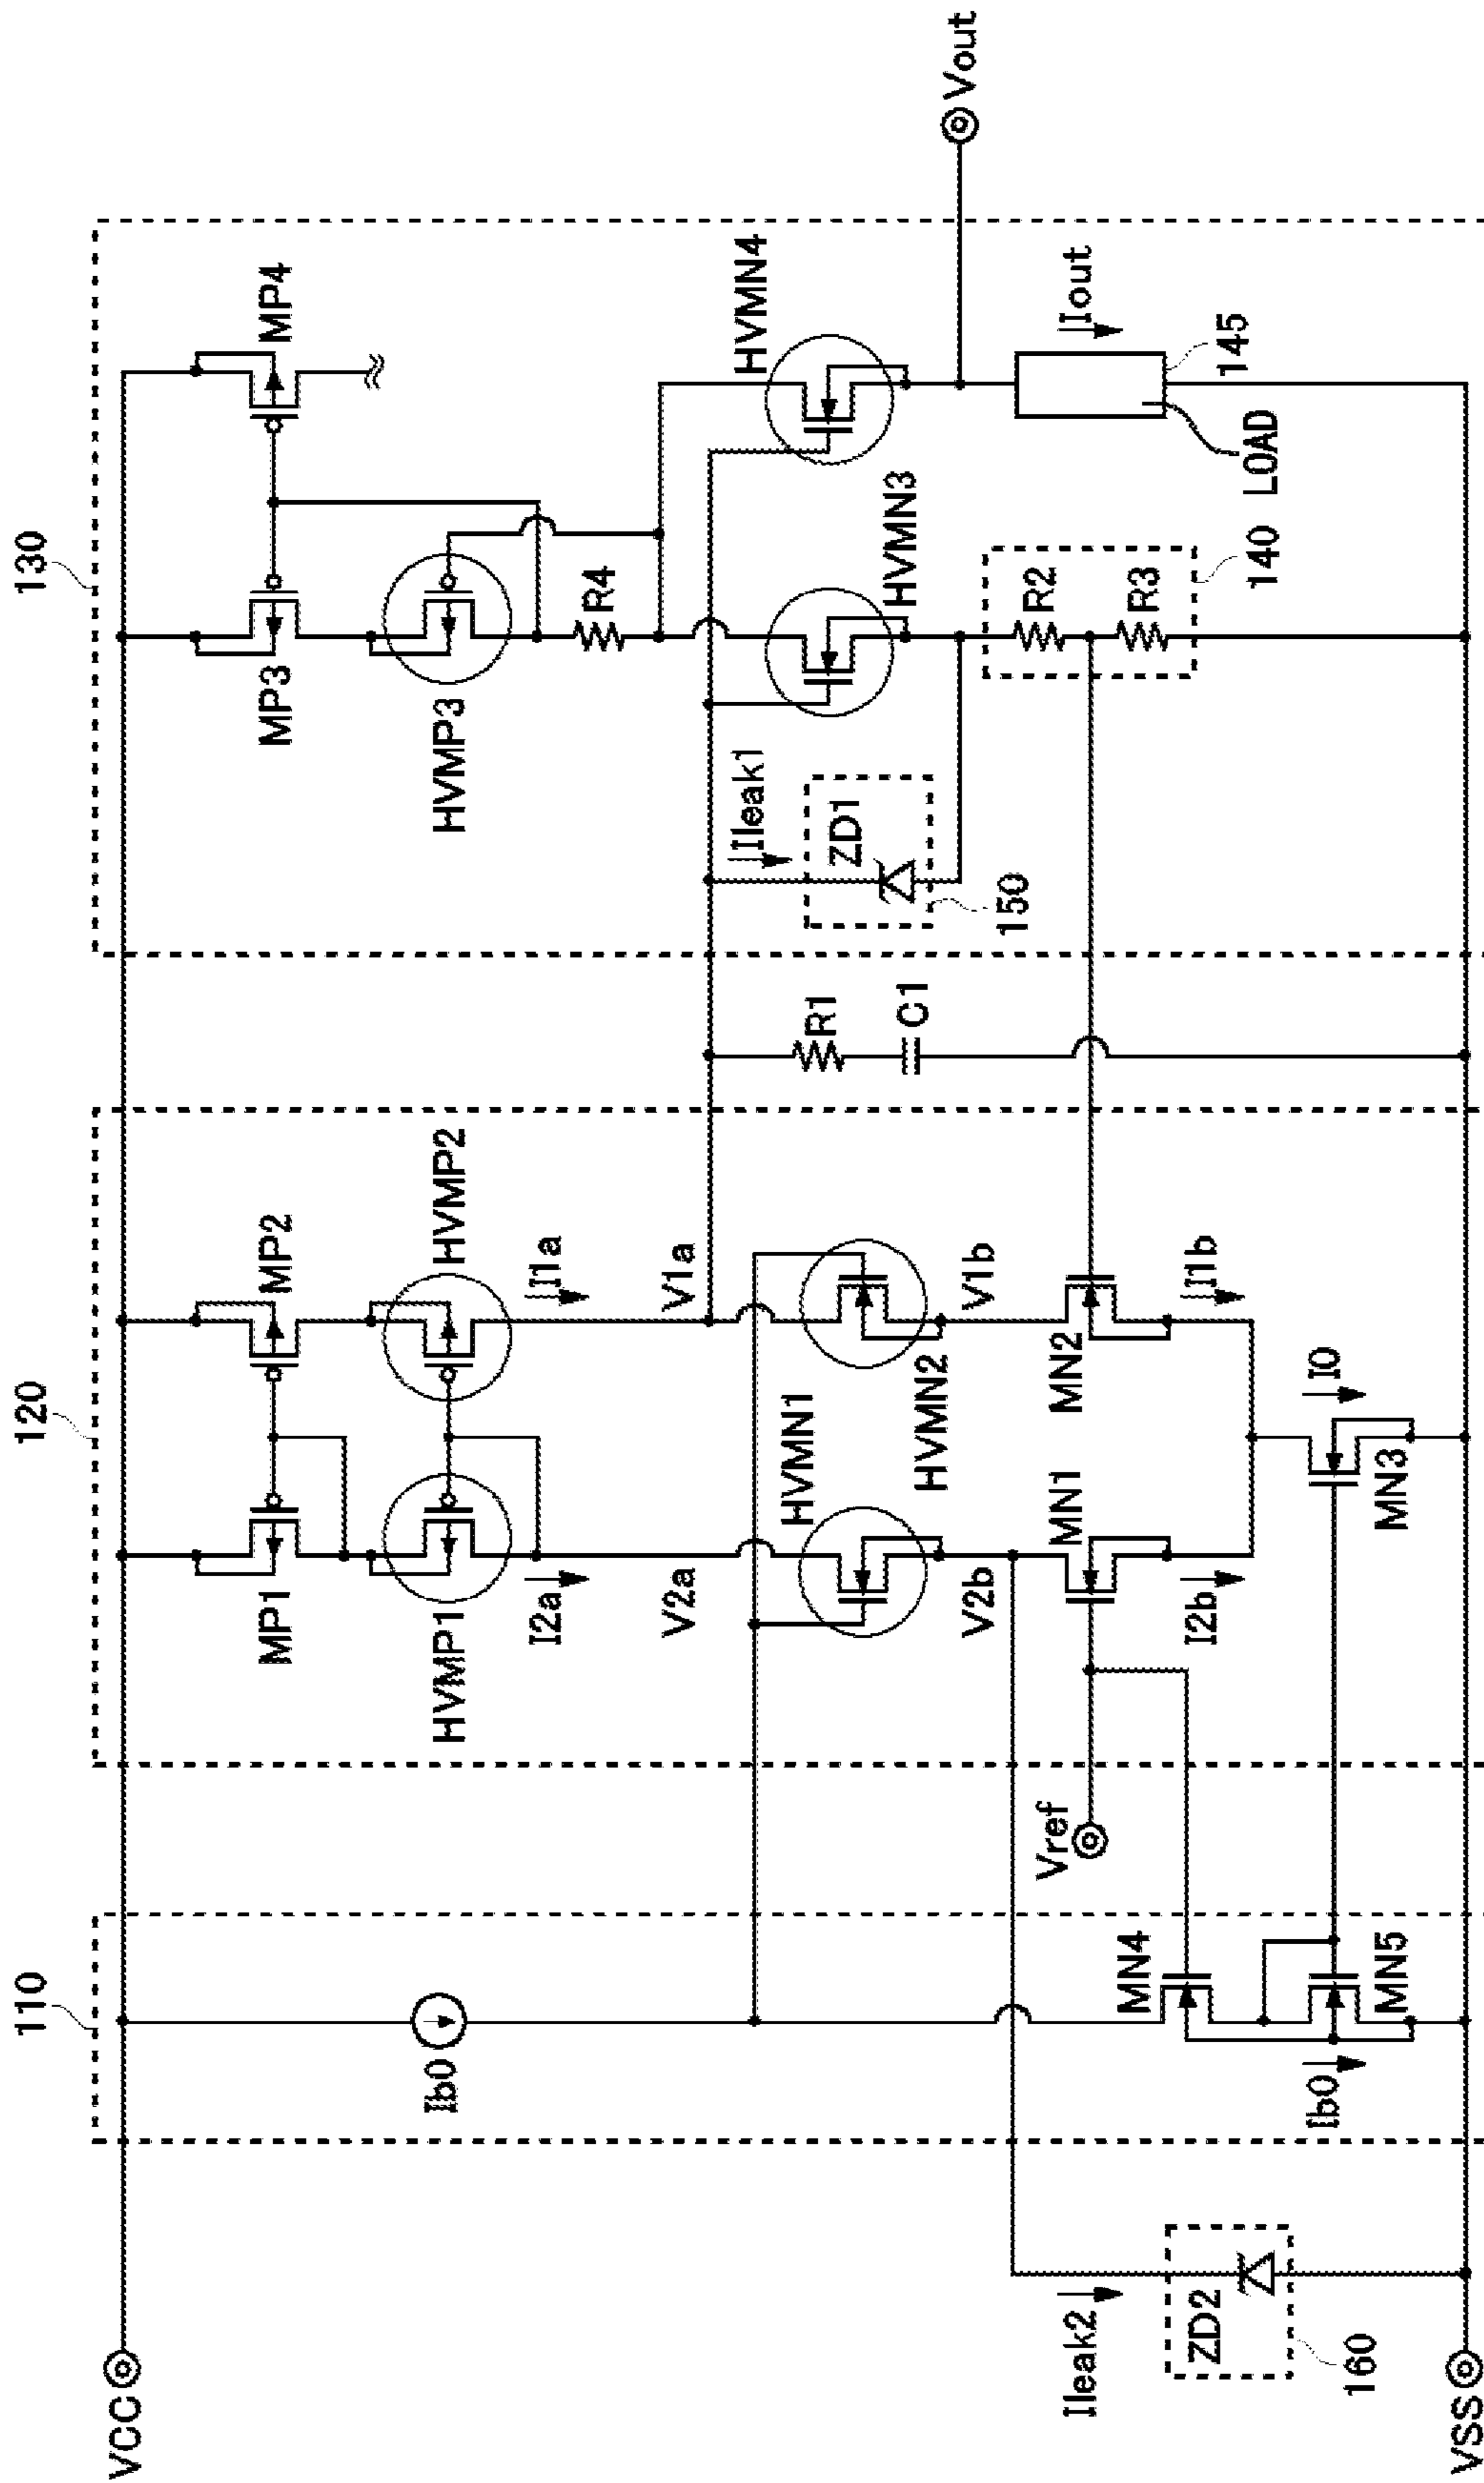 110
120
130
VCC
Ib0
MP1
MP2
HVMP1
HVMP2
I2a
I1a
V2a
V1a
HVMN1
HVMN2
V2b
V1b
MN1
MN2
I2b
I1b
I0
MN3
Vref
MN4
MN5
Ib0
Ileak2
ZD2
160
VSS
R1
C1
MP3
MP4
HVMP3
R4
Ileak1
ZD1
150
HVMN3
HVMN4
R2
R3
140
Vout
Iout
145
LOAD